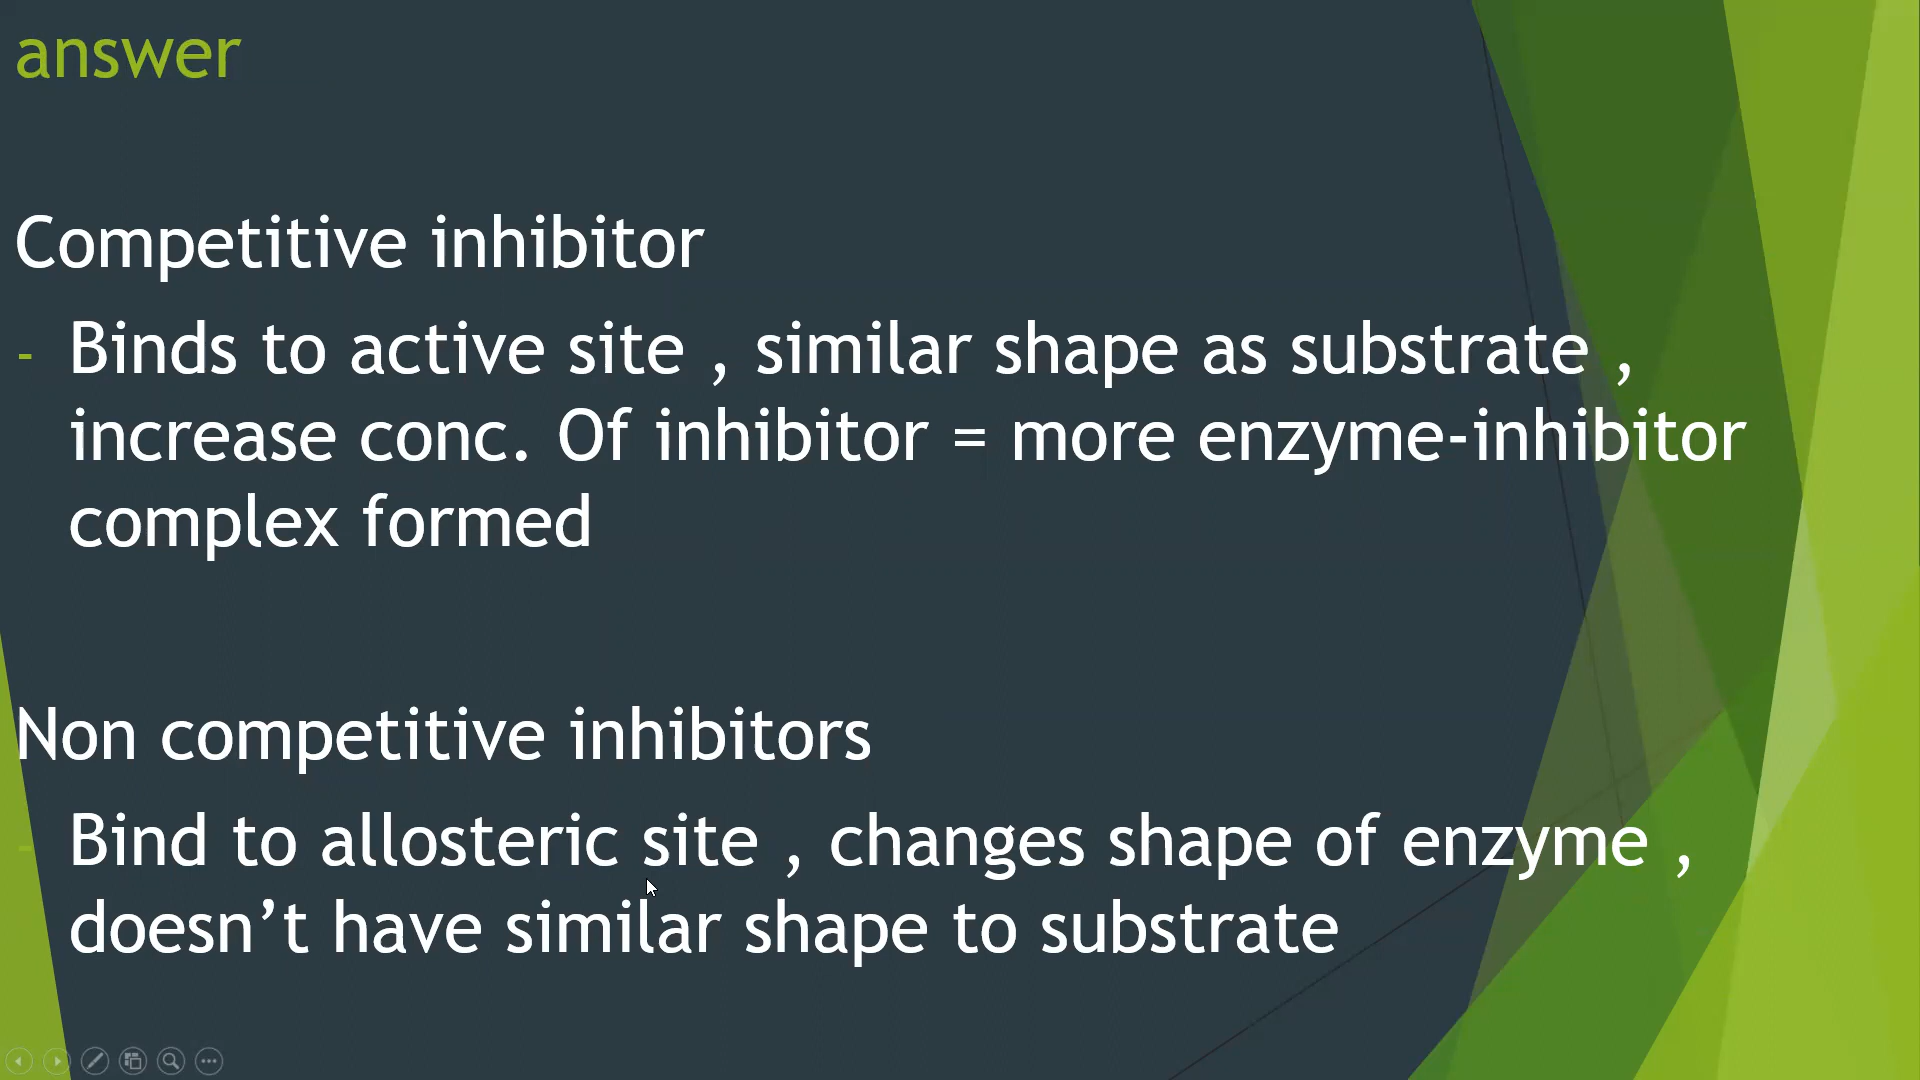 answer
Competitive inhibitor
- Binds to active site , similar shape as substrate ,
increase conc. Of inhibitor = more enzyme-inhibitor
complex formed
Non competitive inhibitors
- Bind to allosteric site , changes shape of enzyme ,
doesn’t have similar shape to substrate